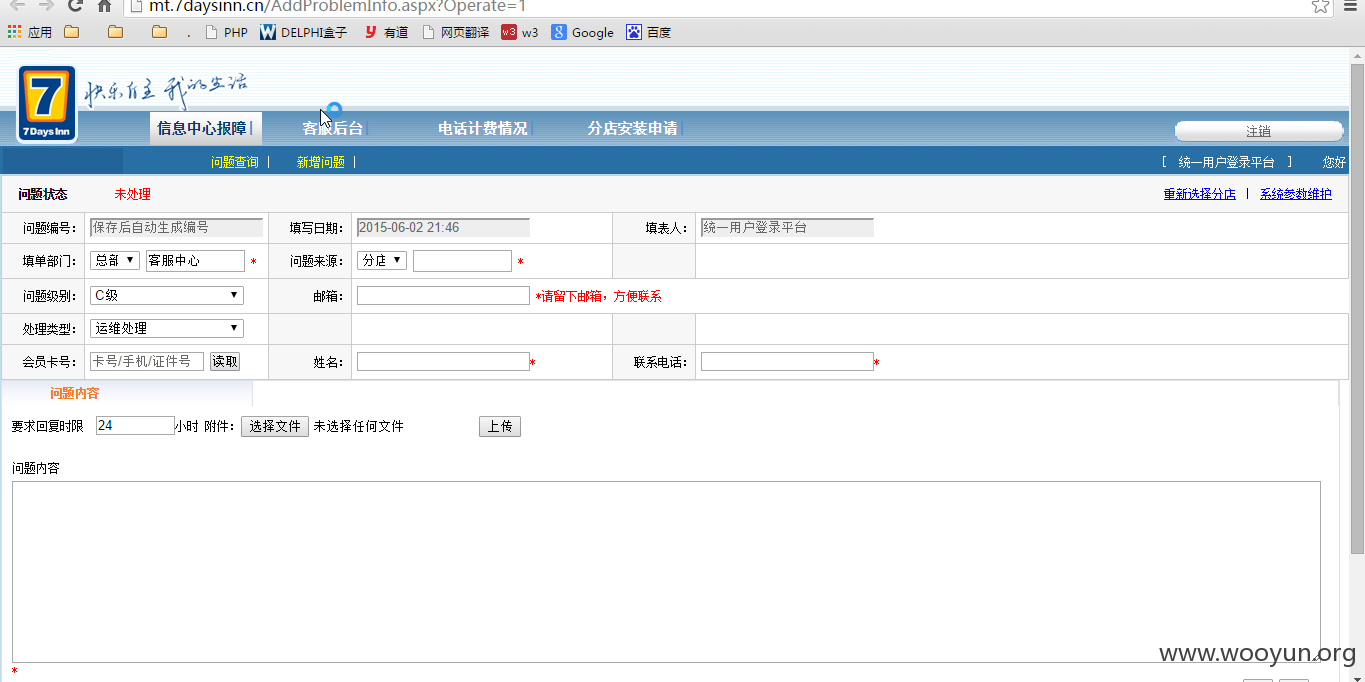 mt.7daysinn.cn/AddProblemInfo.aspx?Operate=1
应用 . PHP DELPHI盒子 有道 网页翻译 w3 w3 Google 百度
7 快乐自主 我的生活
7 Days Inn
信息中心报障 | 客服后台 | 电话计费情况 | 分店安装申请 | 注销
问题查询 | 新增问题 | [ 统一用户登录平台 ] 您好
问题状态 未处理 重新选择分店 | 系统参数维护
问题编号: 保存后自动生成编号 填写日期: 2015-06-02 21:46 填表人: 统一用户登录平台
填单部门: 总部 客服中心 * 问题来源: 分店 *
问题级别: C级 邮箱: *请留下邮箱，方便联系
处理类型: 运维处理
会员卡号: 卡号/手机/证件号 读取 姓名: * 联系电话: *
问题内容
要求回复时限 24 小时 附件: 选择文件 未选择任何文件 上传
问题内容
www.wooyun.org
*